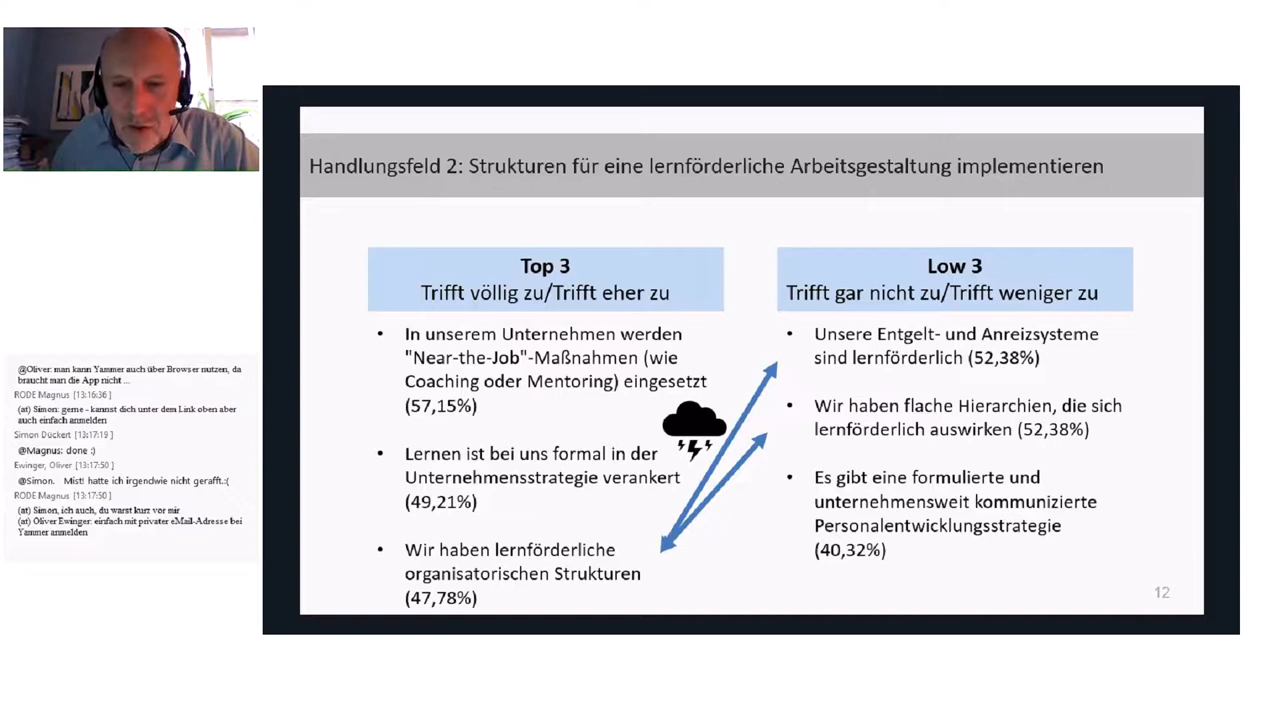 Handlungsfeld 2: Strukturen für eine lernförderliche Arbeitsgestaltung implementieren
Top 3
Trifft völlig zu/Trifft eher zu
• In unserem Unternehmen werden
"Near-the-Job"-Maßnahmen (wie
Coaching oder Mentoring) eingesetzt
(57,15%)
• Lernen ist bei uns formal in der
Unternehmensstrategie verankert
(49,21%)
• Wir haben lernförderliche
organisatorischen Strukturen
(47,78%)
Low 3
Trifft gar nicht zu/Trifft weniger zu
• Unsere Entgelt- und Anreizsysteme
sind lernförderlich (52,38%)
• Wir haben flache Hierarchien, die sich
lernförderlich auswirken (52,38%)
• Es gibt eine formulierte und
unternehmensweit kommunizierte
Personalentwicklungsstrategie
(40,32%)
12
@Oliver: man kann Yammer auch über Browser nutzen, da
braucht man die App nicht ...
RODE Magnus [13:16:36]
(at) Simon: gerne - kannst dich unter dem Link oben aber
auch einfach anmelden
Simon Dückert [13:17:19]
@Magnus: done :)
Ewinger, Oliver [13:17:50]
@Simon. Mist! hatte ich irgendwie nicht gerafft.:(
RODE Magnus [13:17:50]
(at) Simon, ich auch, du warst kurz vor mir
(at) Oliver Ewinger: einfach mit privater eMail-Adresse bei
Yammer anmelden